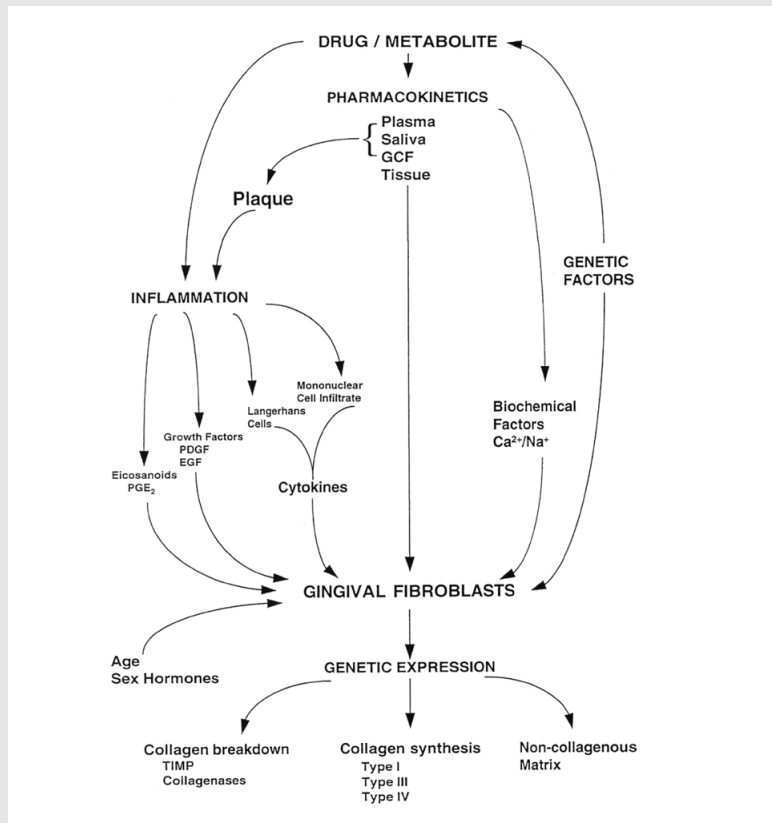 DRUG / METABOLITE
PHARMACOKINETICS
Plasma
Saliva
GCF
Tissue
Plaque
GENETIC
FACTORS
INFLAMMATION
Mononuclear
Cell Infiltrate
Langerhans
Cells
Biochemical
Factors
Ca²⁺/Na⁺
Growth Factors
PDGF
EGF
Eicosanoids
PGE₂
Cytokines
GINGIVAL FIBROBLASTS
Age
Sex Hormones
GENETIC EXPRESSION
Collagen breakdown
TIMP
Collagenases
Collagen synthesis
Type I
Type III
Type IV
Non-collagenous
Matrix